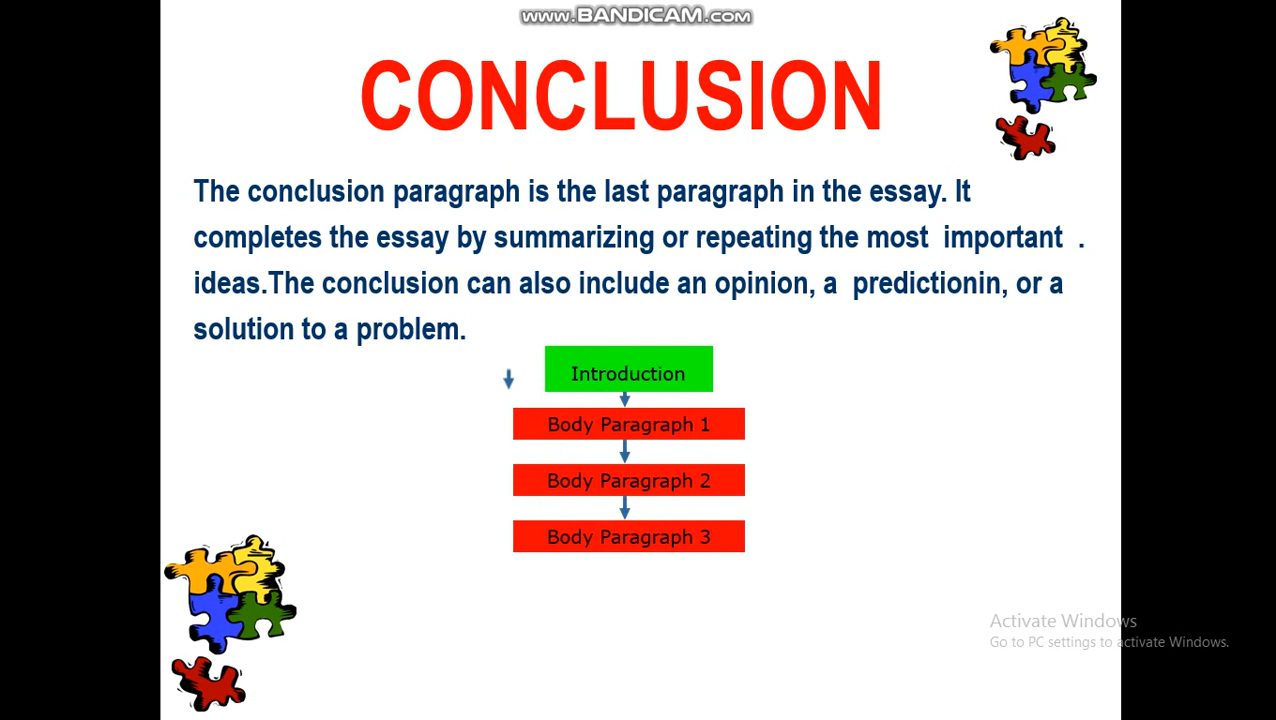 www.BANDICAM.com
CONCLUSION
The conclusion paragraph is the last paragraph in the essay. It
completes the essay by summarizing or repeating the most important .
ideas.The conclusion can also include an opinion, a predictionin, or a
solution to a problem.
Introduction
Body Paragraph 1
Body Paragraph 2
Body Paragraph 3
Activate Windows
Go to PC settings to activate Windows.